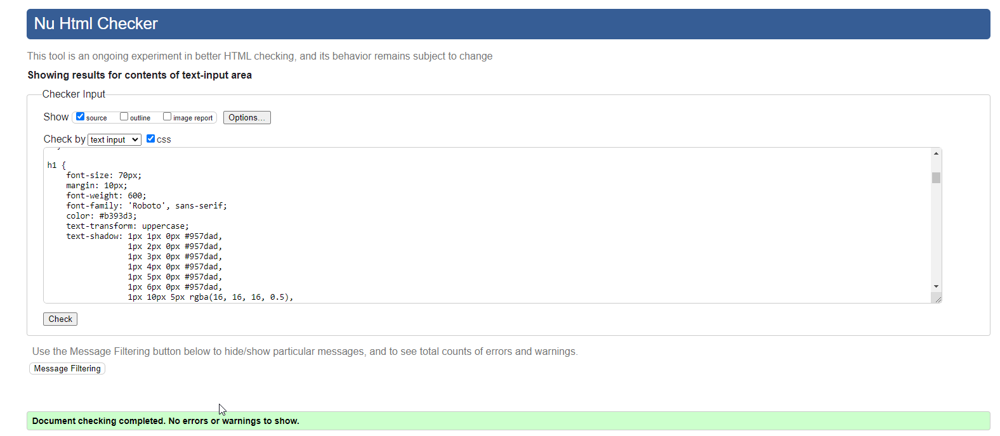 Nu Html Checker
This tool is an ongoing experiment in better HTML checking, and its behavior remains subject to change
Showing results for contents of text-input area
Checker Input
Show source outline image report Options...
Check by text input css
h1 {
    font-size: 70px;
    margin: 10px;
    font-weight: 600;
    font-family: 'Roboto', sans-serif;
    color: #b393d3;
    text-transform: uppercase;
    text-shadow: 1px 1px 0px #957dad,
                 1px 2px 0px #957dad,
                 1px 3px 0px #957dad,
                 1px 4px 0px #957dad,
                 1px 5px 0px #957dad,
                 1px 6px 0px #957dad,
                 1px 10px 5px rgba(16, 16, 16, 0.5),
Check
Use the Message Filtering button below to hide/show particular messages, and to see total counts of errors and warnings.
Message Filtering
Document checking completed. No errors or warnings to show.